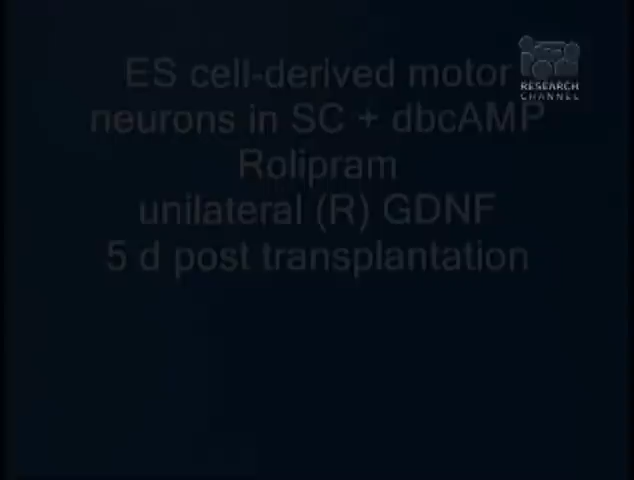 RESEARCH
CHANNEL
ES cell-derived motor
neurons in SC + dbcAMP
Rolipram
unilateral (R) GDNF
5 d post transplantation